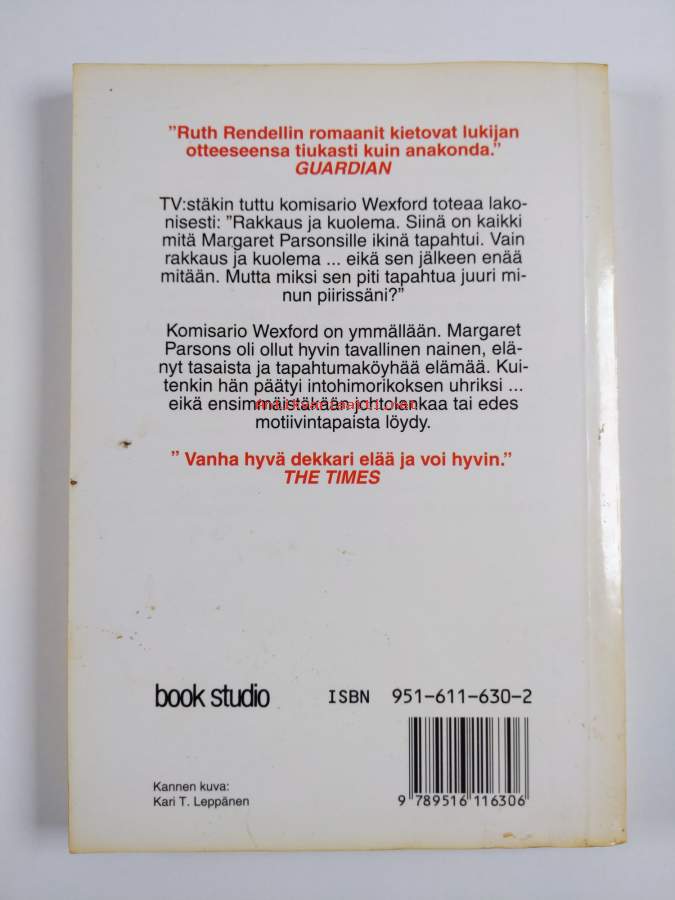 "Ruth Rendellin romaanit kietovat lukijan
otteeseensa tiukasti kuin anakonda."
GUARDIAN
TV:stäkin tuttu komisario Wexford toteaa lako-
nisesti: "Rakkaus ja kuolema. Siinä on kaikki
mitä Margaret Parsonsille ikinä tapahtui. Vain
rakkaus ja kuolema ... eikä sen jälkeen enää
mitään. Mutta miksi sen piti tapahtua juuri mi-
nun piirissäni?"
Komisario Wexford on ymmällään. Margaret
Parsons oli ollut hyvin tavallinen nainen, elä-
nyt tasaista ja tapahtumaköyhää elämää. Kui-
tenkin hän päätyi intohimorikoksen uhriksi ...
eikä ensimmäistäkään johtolankaa tai edes
motiivintapaista löydy.
" Vanha hyvä dekkari elää ja voi hyvin."
THE TIMES
book studio
ISBN 951-611-630-2
Kannen kuva:
Kari T. Leppänen
9 789516 116306